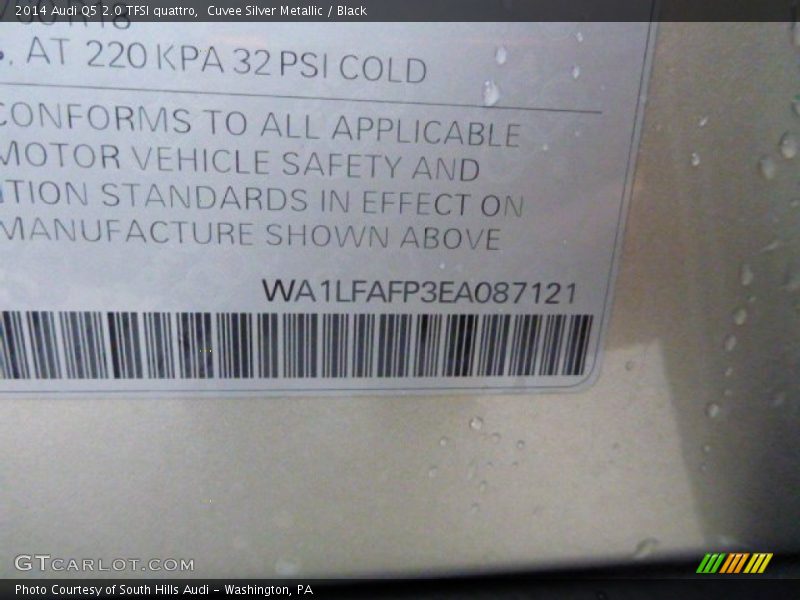 2014 Audi Q5 2.0 TFSI quattro, Cuvee Silver Metallic / Black
R18
. AT 220 KPA 32 PSI COLD
CONFORMS TO ALL APPLICABLE
MOTOR VEHICLE SAFETY AND
TION STANDARDS IN EFFECT ON
MANUFACTURE SHOWN ABOVE
WA1LFAFP3EA087121
GTCARLOT.COM
Photo Courtesy of South Hills Audi - Washington, PA